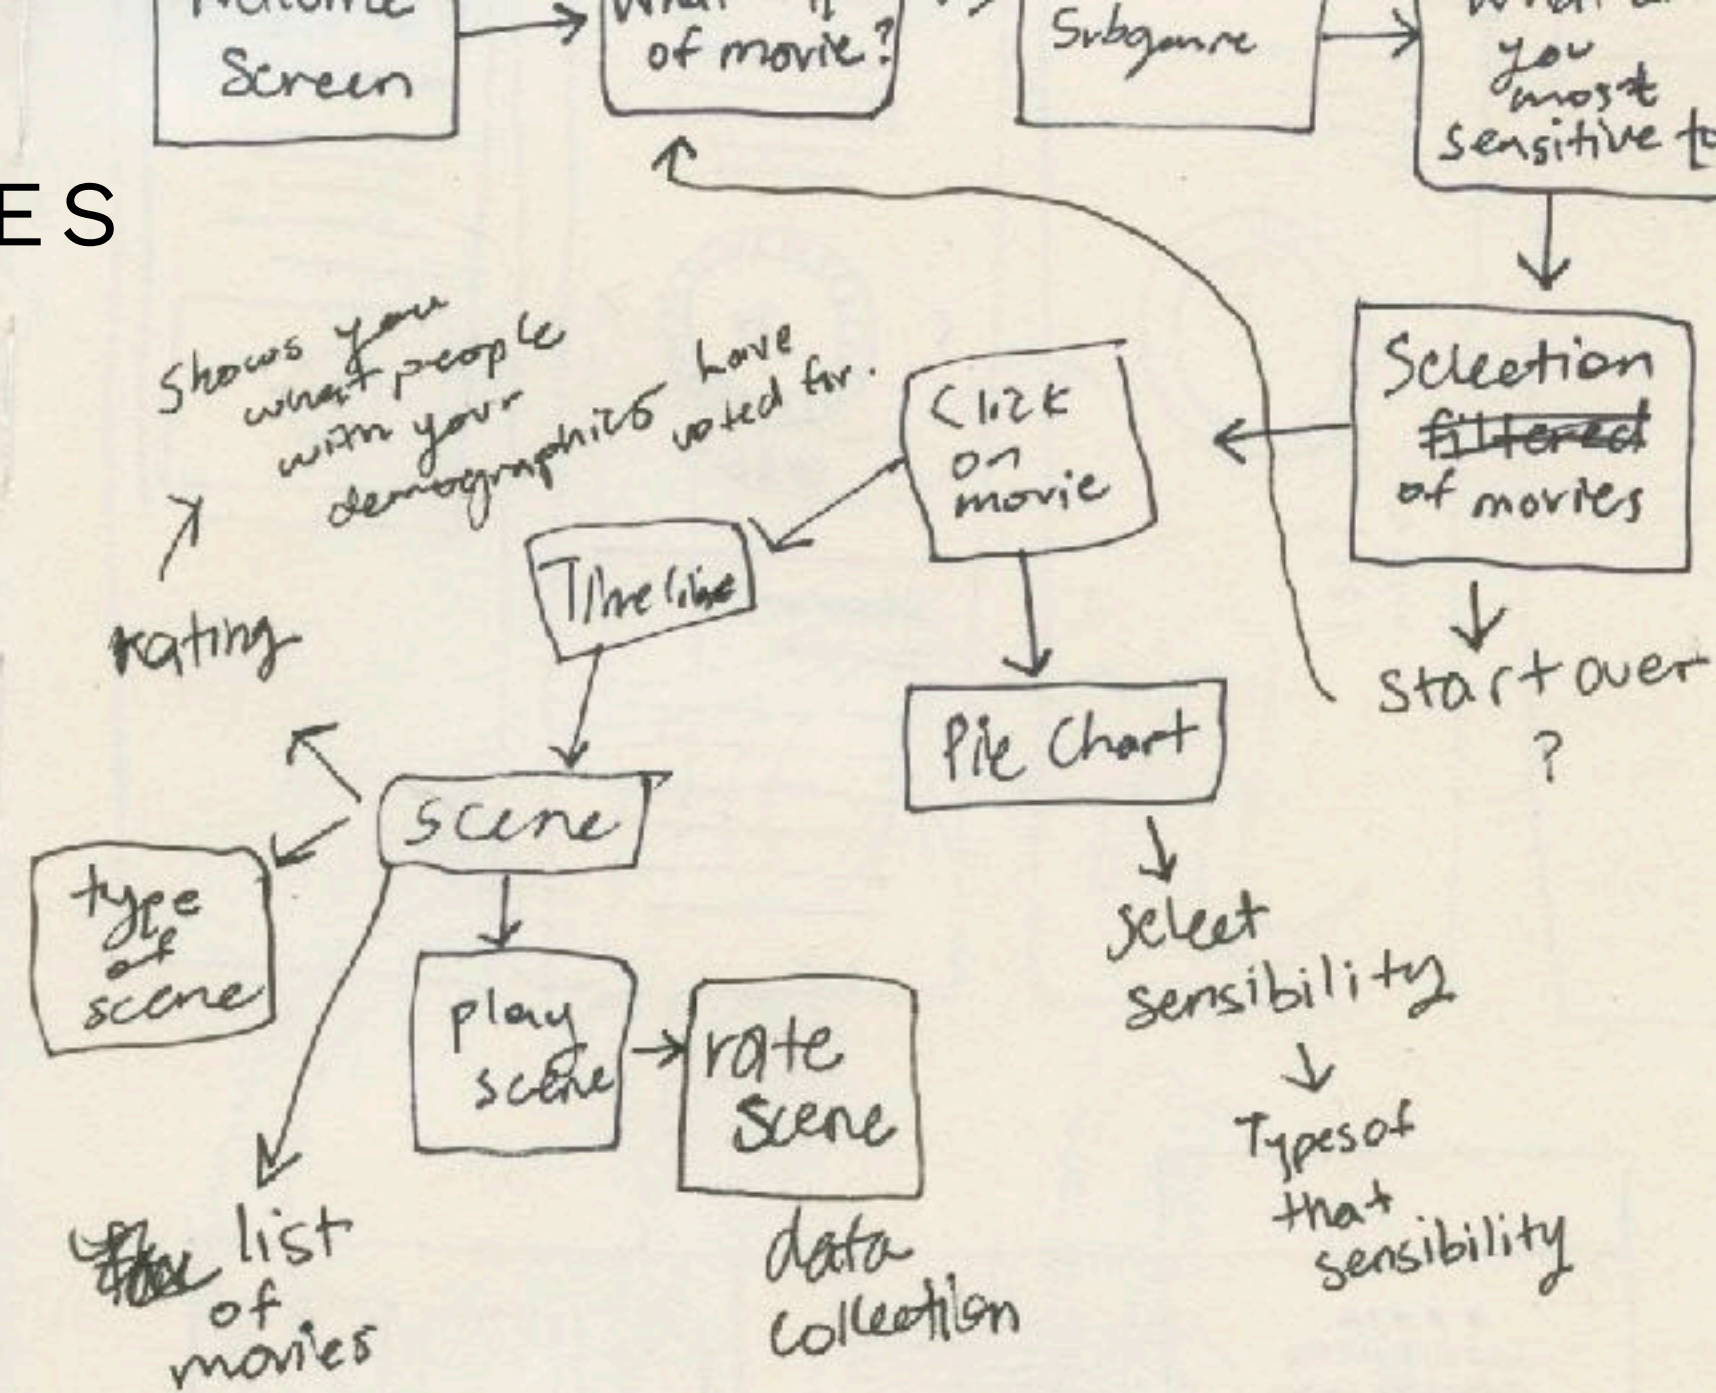 Screen
of movie?
Subgenre
you
most
sensitive to
ES
Shows you
what people
with your
demographics have
voted for.
Click
on
movie
Selection
filtered
of movies
Timeline
rating
start over
?
Pie Chart
scene
type
of
scene
select
sensibility
play
scene
rate
scene
Types of
that
sensibility
list
of
movies
data
collection